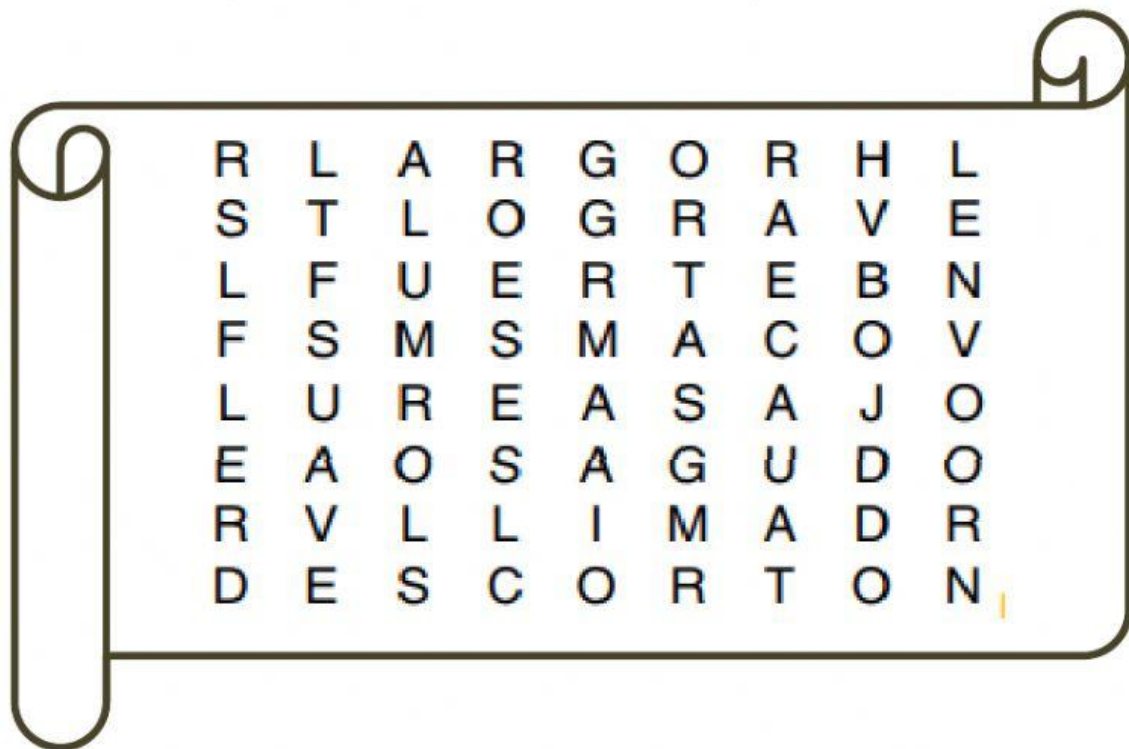 R L A R G O R H L
S T L O G R A V E
L F U E R T E B N
F S M S M A C O V
L U R E A S A J O
E A O S A G U D O
R V L L I M A D R
D E S C O R T O N